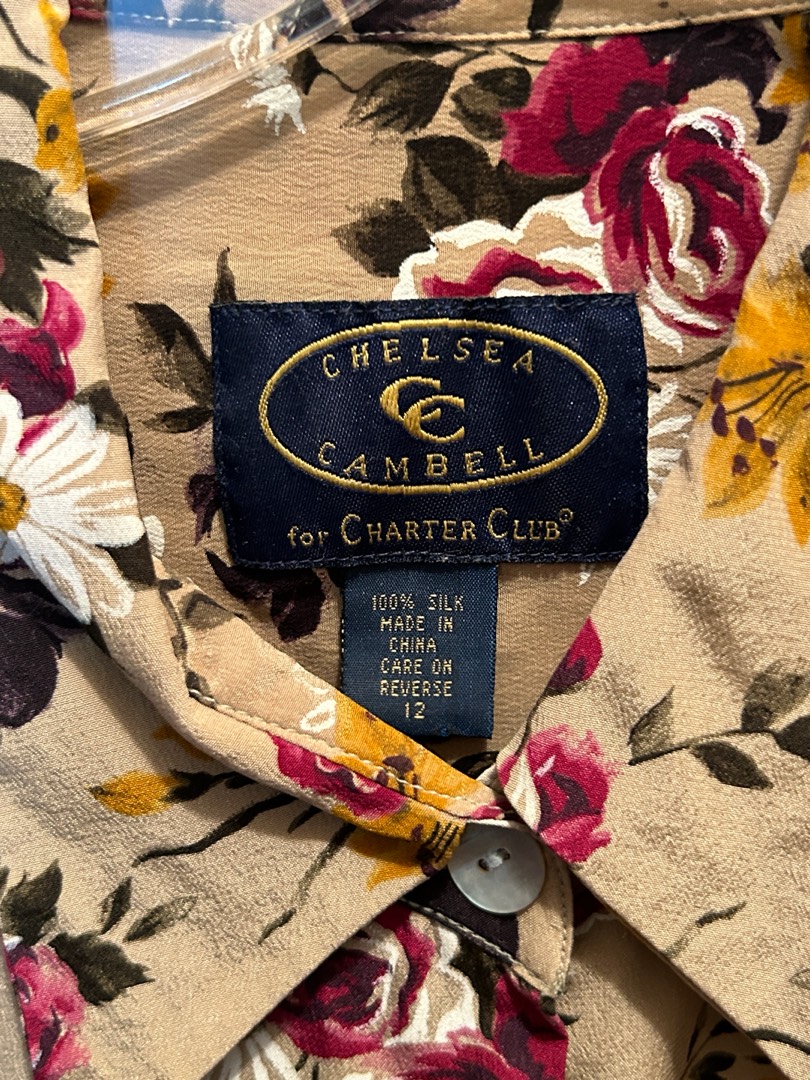 CHELSEA
CC
CAMBELL
for CHARTER CLUB®
100% SILK
MADE IN
CHINA
CARE ON
REVERSE
12